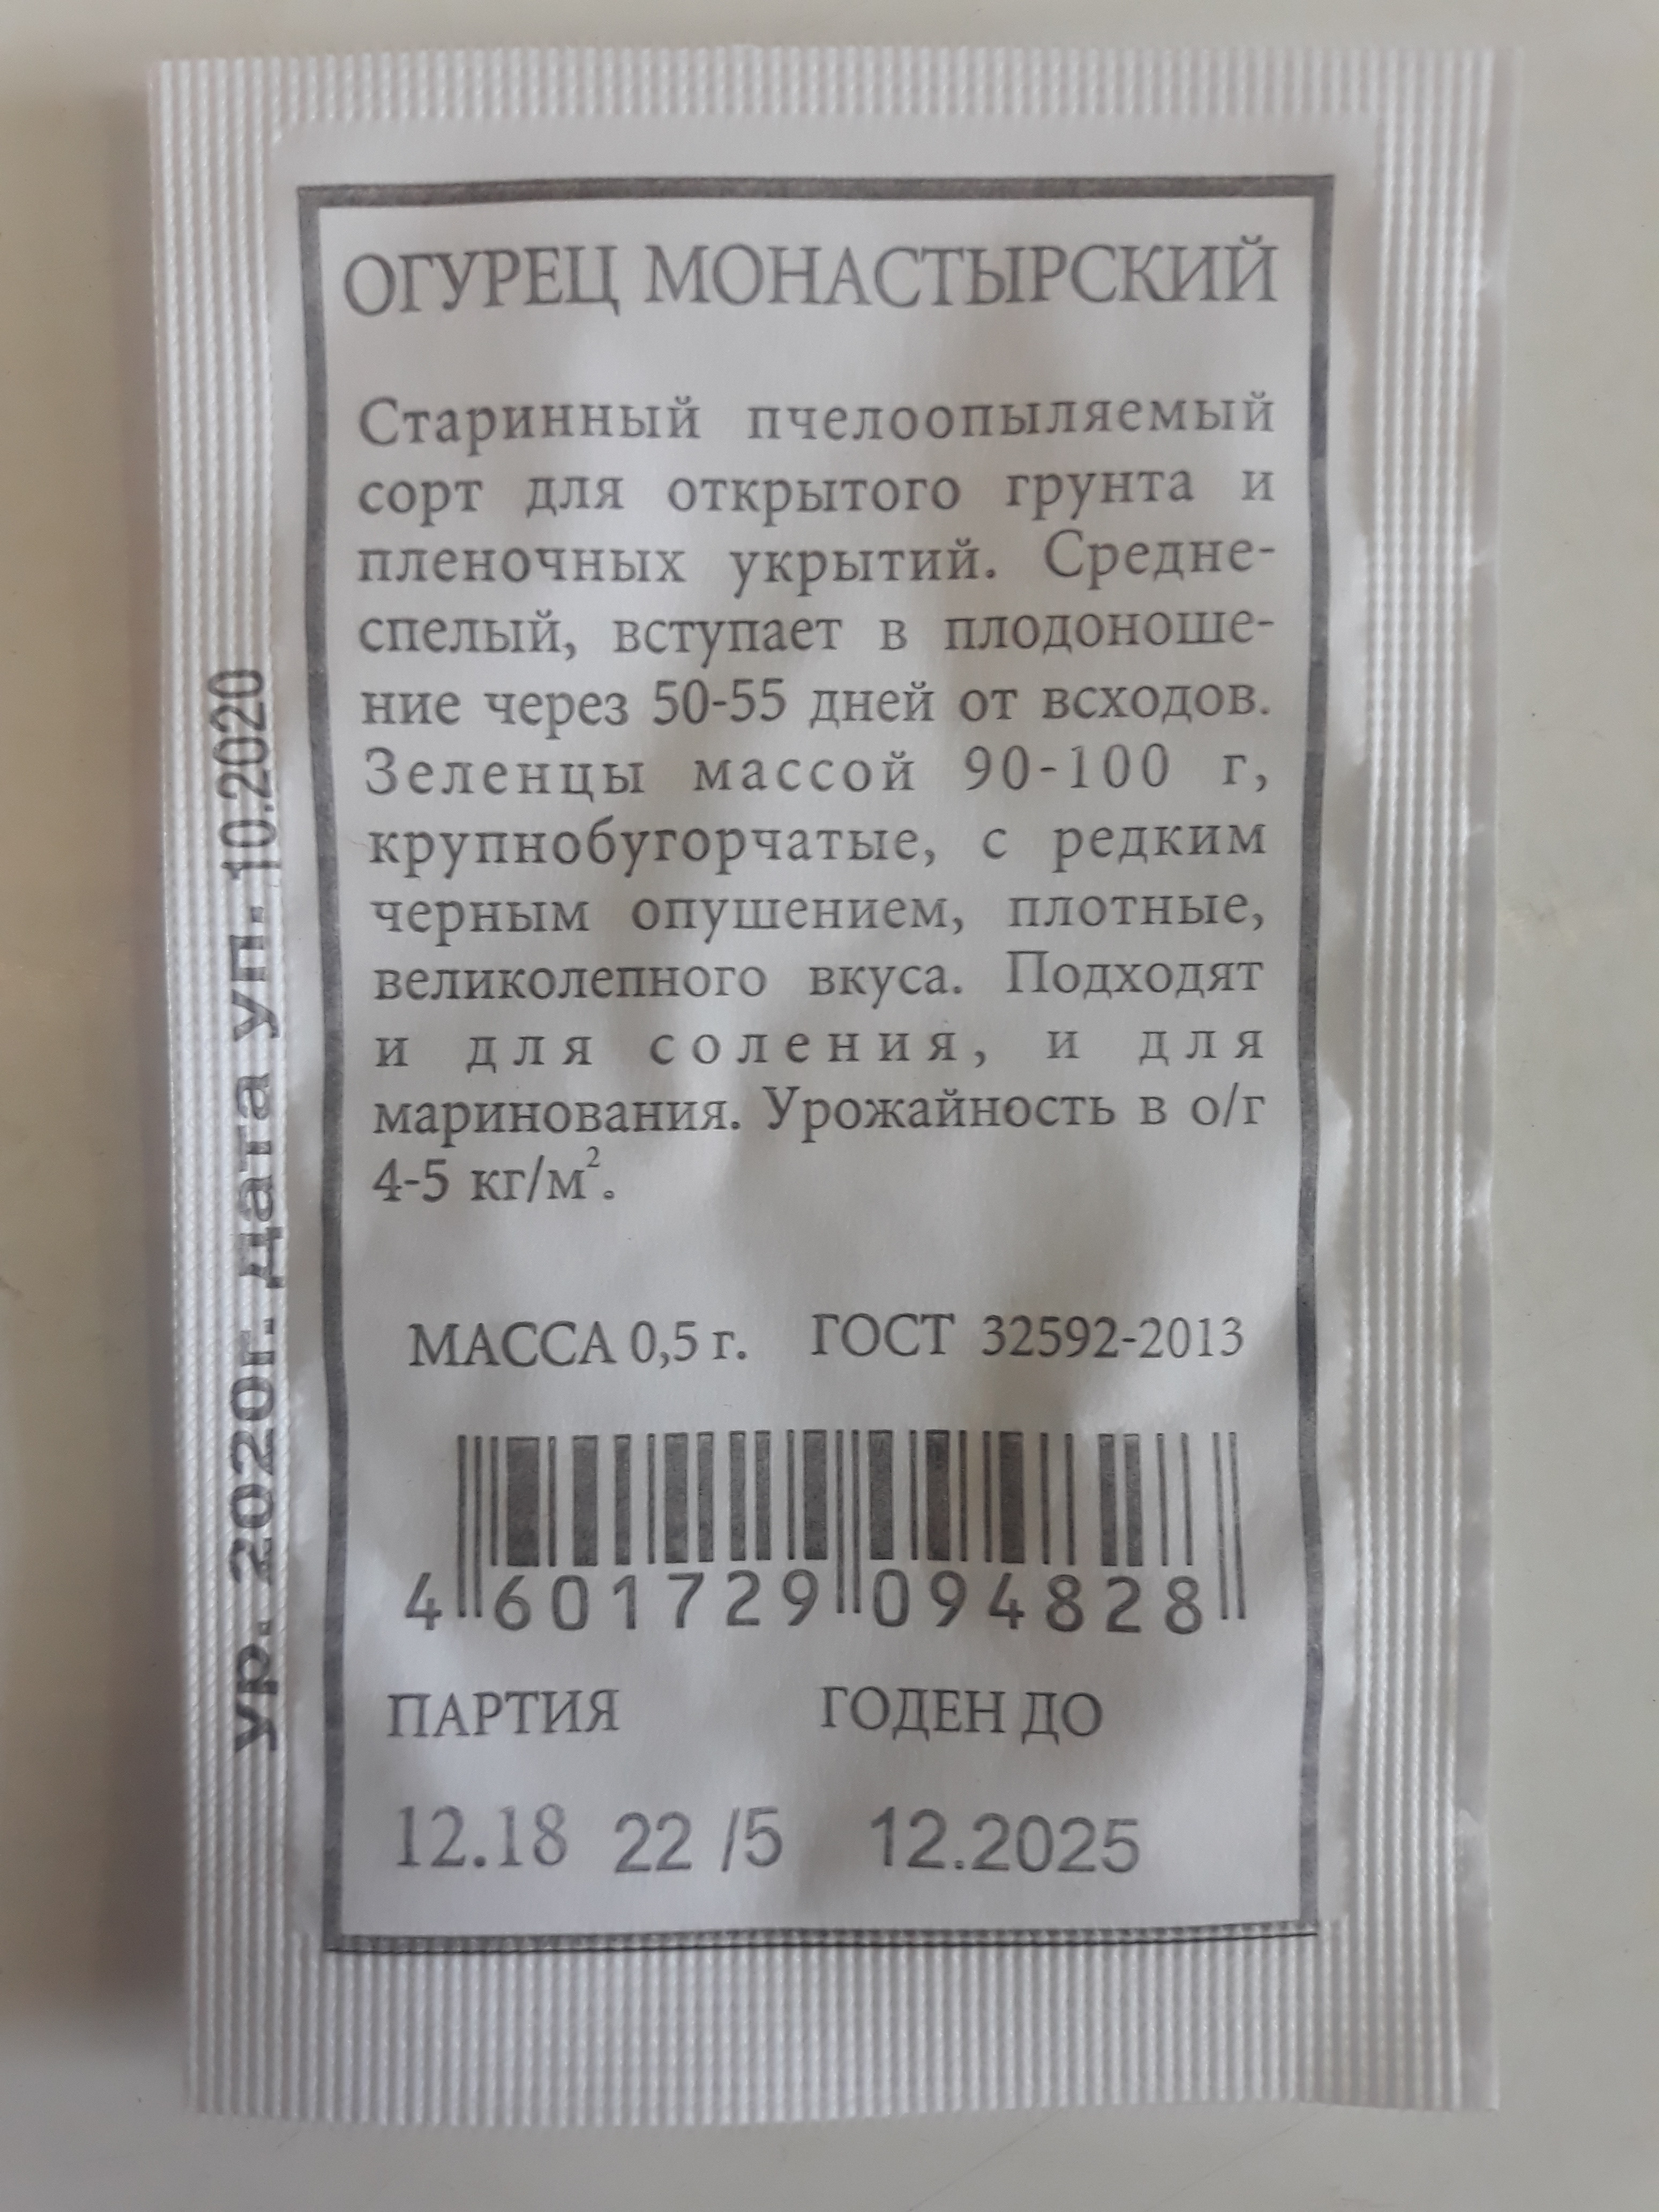 ОГУРЕЦ МОНАСТЫРСКИЙ
Старинный пчелоопыляемый
сорт для открытого грунта и
пленочных укрытий. Средне-
спелый, вступает в плодоноше-
ние через 50-55 дней от всходов.
Зеленцы массой 90-100 г,
крупнобугорчатые, с редким
черным опушением, плотные,
великолепного вкуса. Подходят
и для соления, и для
маринования. Урожайность в о/г
4-5 кг/м².
МАССА 0,5 г. ГОСТ 32592-2013
4 601729 094828
ПАРТИЯ ГОДЕН ДО
12.18 22 /5 12.2025
ур. 2020г. дата уп. 10.2020